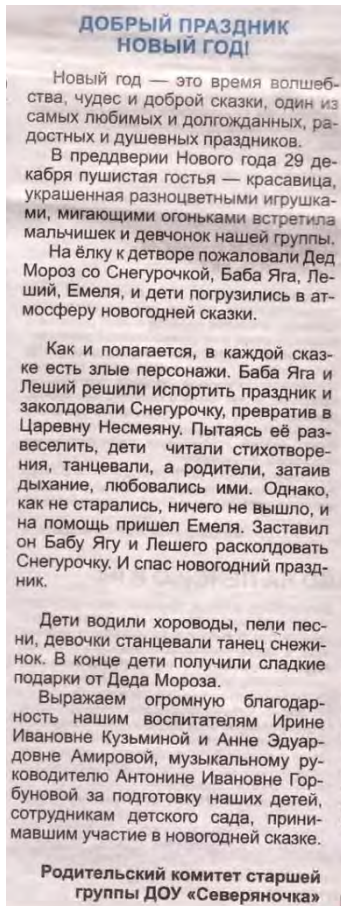 ДОБРЫЙ ПРАЗДНИК
НОВЫЙ ГОД!
Новый год — это время волшеб-
ства, чудес и доброй сказки, один из
самых любимых и долгожданных, ра-
достных и душевных праздников.
В преддверии Нового года 29 де-
кабря пушистая гостья — красавица,
украшенная разноцветными игрушка-
ми, мигающими огоньками встретила
мальчишек и девчонок нашей группы.
На ёлку к детворе пожаловали Дед
Мороз со Снегурочкой, Баба Яга, Ле-
ший, Емеля, и дети погрузились в ат-
мосферу новогодней сказки.
Как и полагается, в каждой сказ-
ке есть злые персонажи. Баба Яга и
Леший решили испортить праздник и
заколдовали Снегурочку, превратив в
Царевну Несмеяну. Пытаясь её раз-
веселить, дети читали стихотворе-
ния, танцевали, а родители, затаив
дыхание, любовались ими. Однако,
как не старались, ничего не вышло, и
на помощь пришел Емеля. Заставил
он Бабу Ягу и Лешего расколдовать
Снегурочку. И спас новогодний празд-
ник.
Дети водили хороводы, пели пес-
ни, девочки станцевали танец снежи-
нок. В конце дети получили сладкие
подарки от Деда Мороза.
Выражаем огромную благодар-
ность нашим воспитателям Ирине
Ивановне Кузьминой и Анне Эдуар-
довне Амировой, музыкальному ру-
ководителю Антонине Ивановне Гор-
буновой за подготовку наших детей,
сотрудникам детского сада, прини-
мавшим участие в новогодней сказке.
Родительский комитет старшей
группы ДОУ «Северяночка»